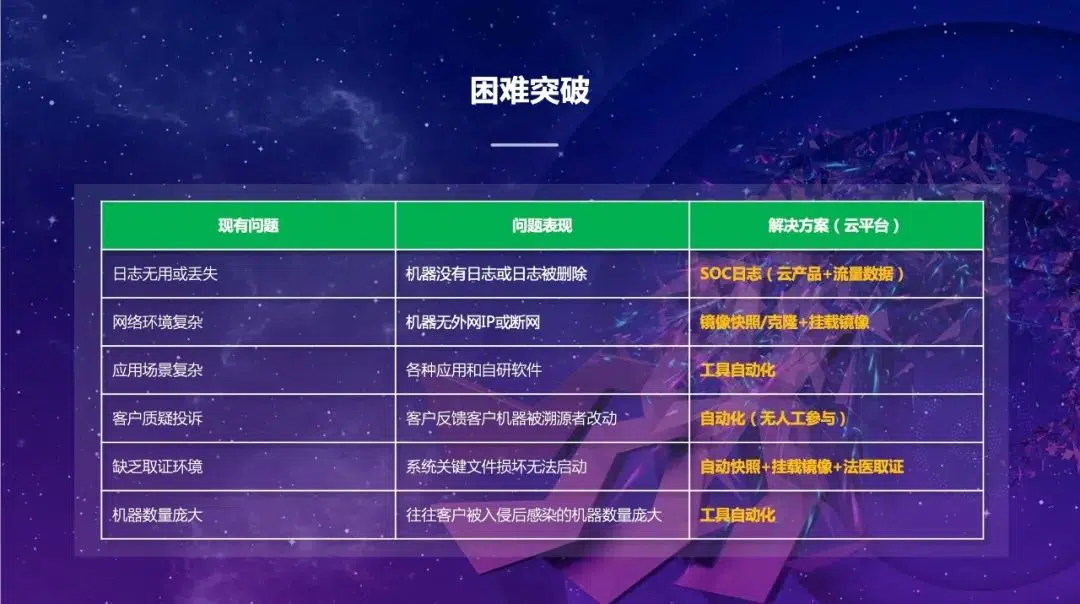 困难突破
现有问题 问题表现 解决方案（云平台）
日志无用或丢失 机器没有日志或日志被删除 SOC日志（云产品+流量数据）
网络环境复杂 机器无外网IP或断网 镜像快照/克隆+挂载镜像
应用场景复杂 各种应用和自研软件 工具自动化
客户质疑投诉 客户反馈客户机器被溯源者改动 自动化（无人工参与）
缺乏取证环境 系统关键文件损坏无法启动 自动快照+挂载镜像+法医取证
机器数量庞大 往往客户被入侵后感染的机器数量庞大 工具自动化